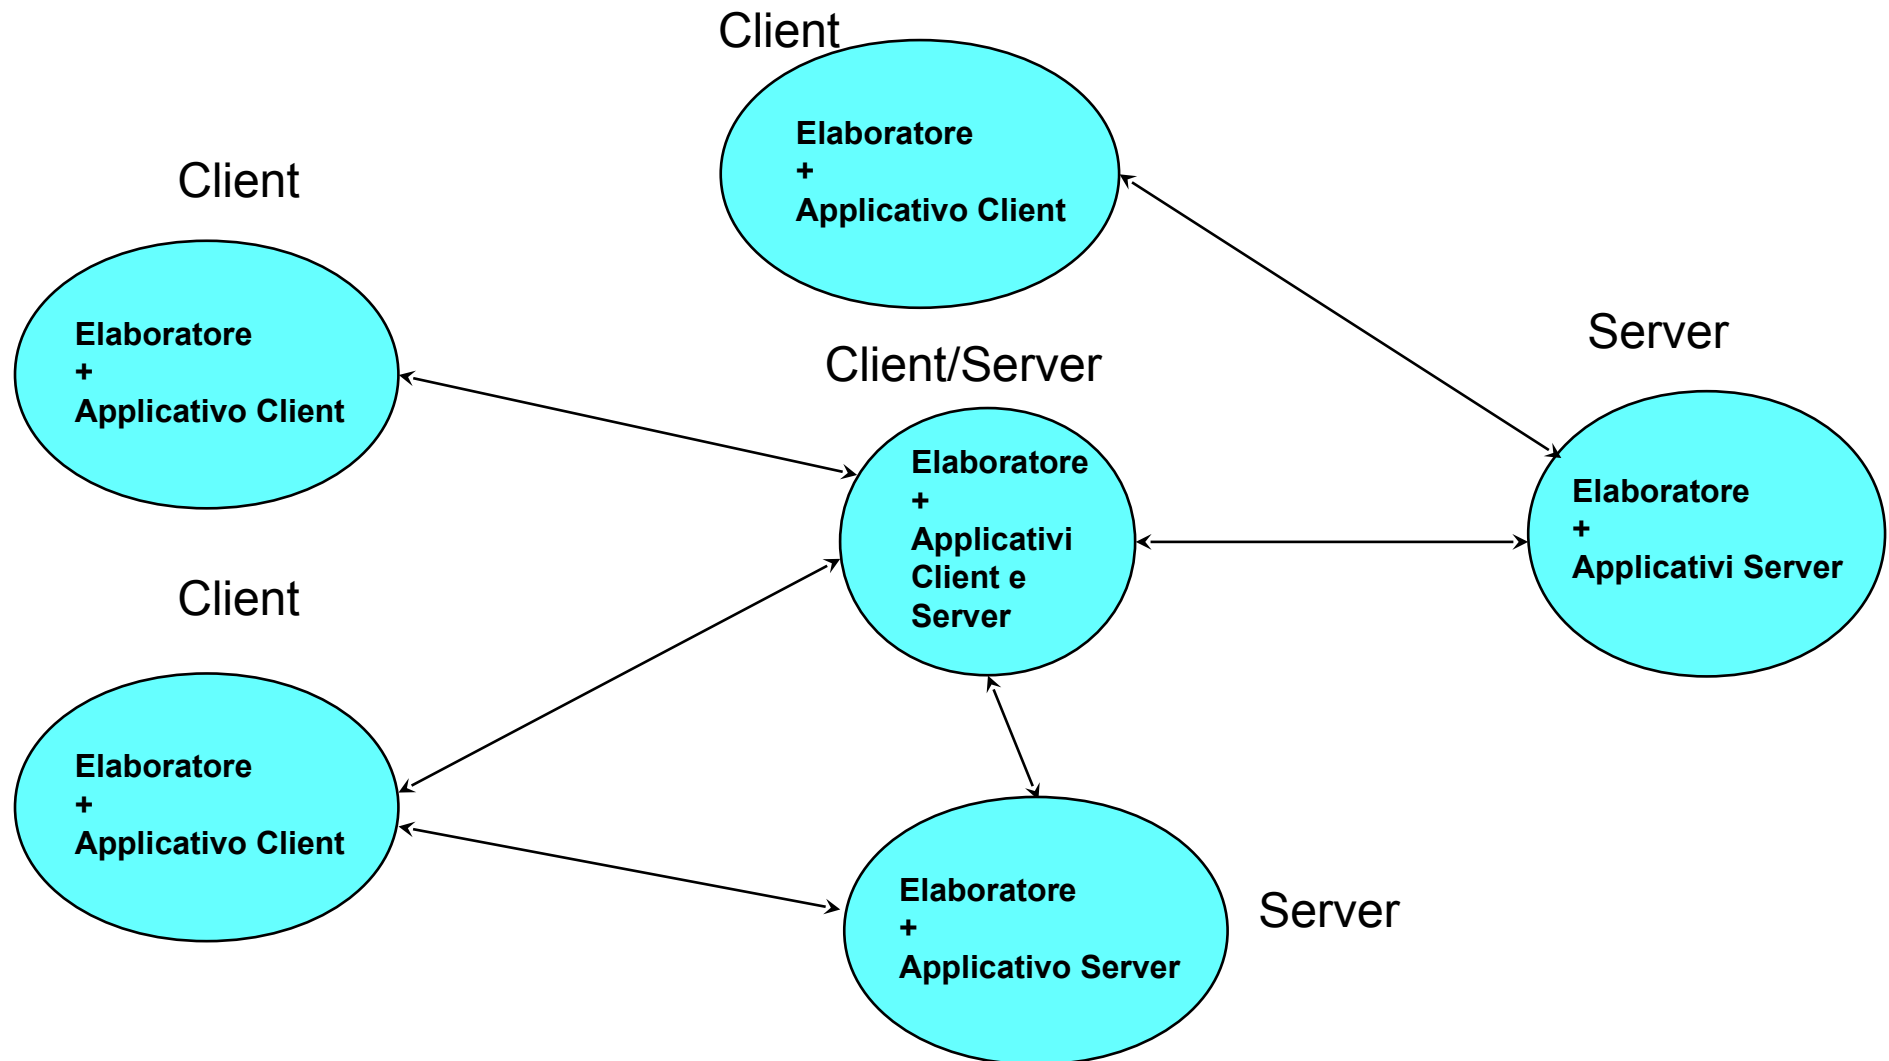 Client
Elaboratore
+
Applicativo Client
Client
Elaboratore
+
Applicativo Client
Client/Server
Elaboratore
+
Applicativi
Client e
Server
Server
Elaboratore
+
Applicativi Server
Client
Elaboratore
+
Applicativo Client
Elaboratore
+
Applicativo Server
Server